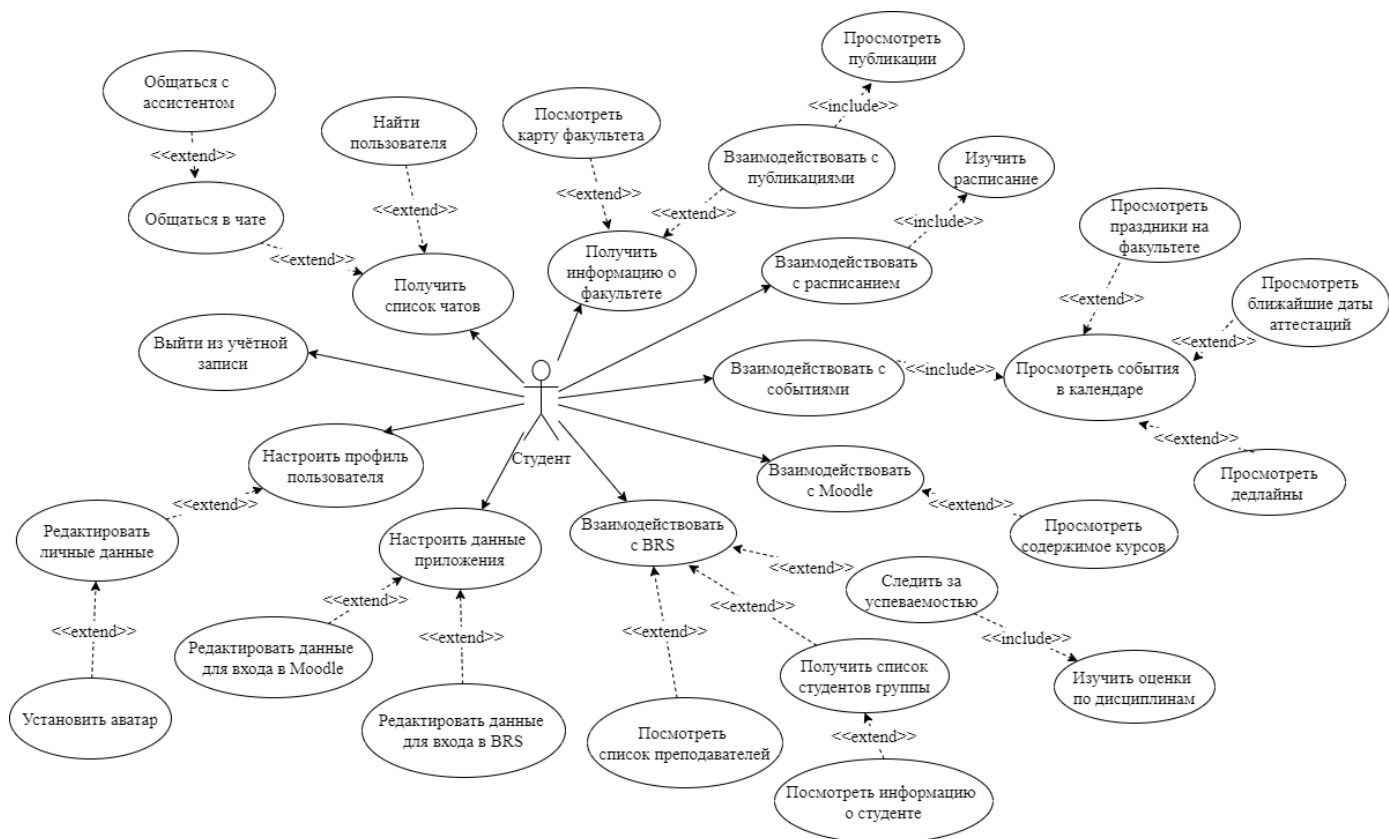 Просмотреть
публикации
Общаться с
ассистентом
<<include>>
Найти
пользователя
Посмотреть
карту факультета
<<extend>>
Взаимодействовать с
публикациями
Изучить
расписание
<<extend>>
<<extend>>
<<extend>>
Общаться в чате
<<extend>>
<<include>>
Просмотреть
праздники на
факультете
<<extend>>
Получить
список чатов
Получить
информацию о
факультете
Взаимодействовать
с расписанием
<<extend>>
Просмотреть
ближайшие даты
аттестаций
<<extend>>
Выйти из учётной
записи
Взаимодействовать с
событиями
<<include>>
Просмотреть события
в календаре
Студент
<<extend>>
Настроить профиль
пользователя
Взаимодействовать
с Moodle
Просмотреть
дедлайны
<<extend>>
<<extend>>
Редактировать
личные данные
Настроить данные
приложения
Взаимодействовать
с BRS
Просмотреть
содержимое курсов
<<extend>>
<<extend>>
<<extend>>
Следить за
успеваемостью
<<extend>>
<<extend>>
<<extend>>
<<extend>>
<<include>>
Редактировать данные
для входа в Moodle
Получить список
студентов группы
Изучить оценки
по дисциплинам
Установить аватар
Редактировать данные
для входа в BRS
Посмотреть
список преподавателей
<<extend>>
Посмотреть информацию
о студенте